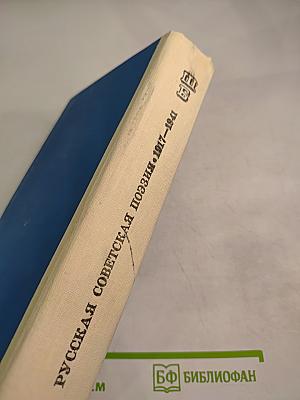 РУССКАЯ СОВЕТСКАЯ ПОЭЗИЯ • 1917—1941
БФ БИБЛИОФАН